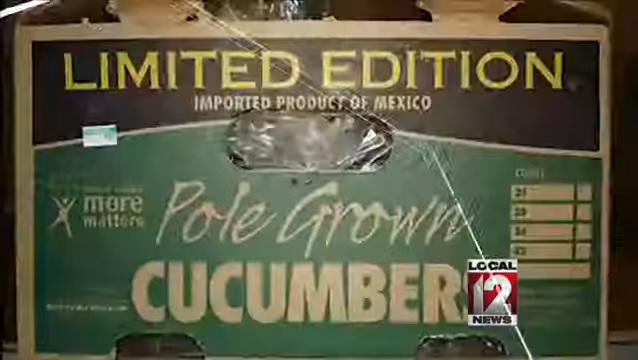 LIMITED EDITION
IMPORTED PRODUCT OF MEXICO
more
matters
Pole Grown
CUCUMBER
LOCAL
12
NEWS